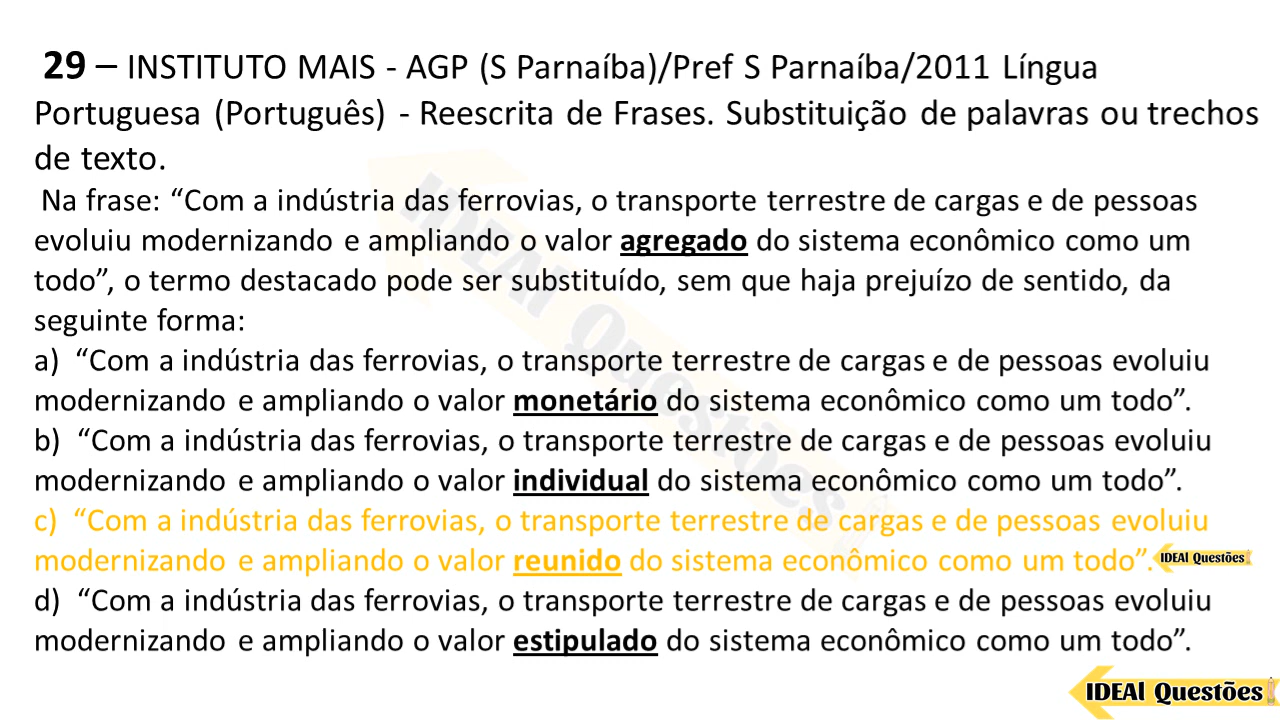 29 – INSTITUTO MAIS - AGP (S Parnaíba)/Pref S Parnaíba/2011 Língua
Portuguesa (Português) - Reescrita de Frases. Substituição de palavras ou trechos
de texto.
Na frase: “Com a indústria das ferrovias, o transporte terrestre de cargas e de pessoas
evoluiu modernizando e ampliando o valor agregado do sistema econômico como um
todo”, o termo destacado pode ser substituído, sem que haja prejuízo de sentido, da
seguinte forma:
a) “Com a indústria das ferrovias, o transporte terrestre de cargas e de pessoas evoluiu
modernizando e ampliando o valor monetário do sistema econômico como um todo”.
b) “Com a indústria das ferrovias, o transporte terrestre de cargas e de pessoas evoluiu
modernizando e ampliando o valor individual do sistema econômico como um todo”.
c) “Com a indústria das ferrovias, o transporte terrestre de cargas e de pessoas evoluiu
modernizando e ampliando o valor reunido do sistema econômico como um todo”. IDEAl Questões
d) “Com a indústria das ferrovias, o transporte terrestre de cargas e de pessoas evoluiu
modernizando e ampliando o valor estipulado do sistema econômico como um todo”.
IDEAl Questões
IDEAl Questões